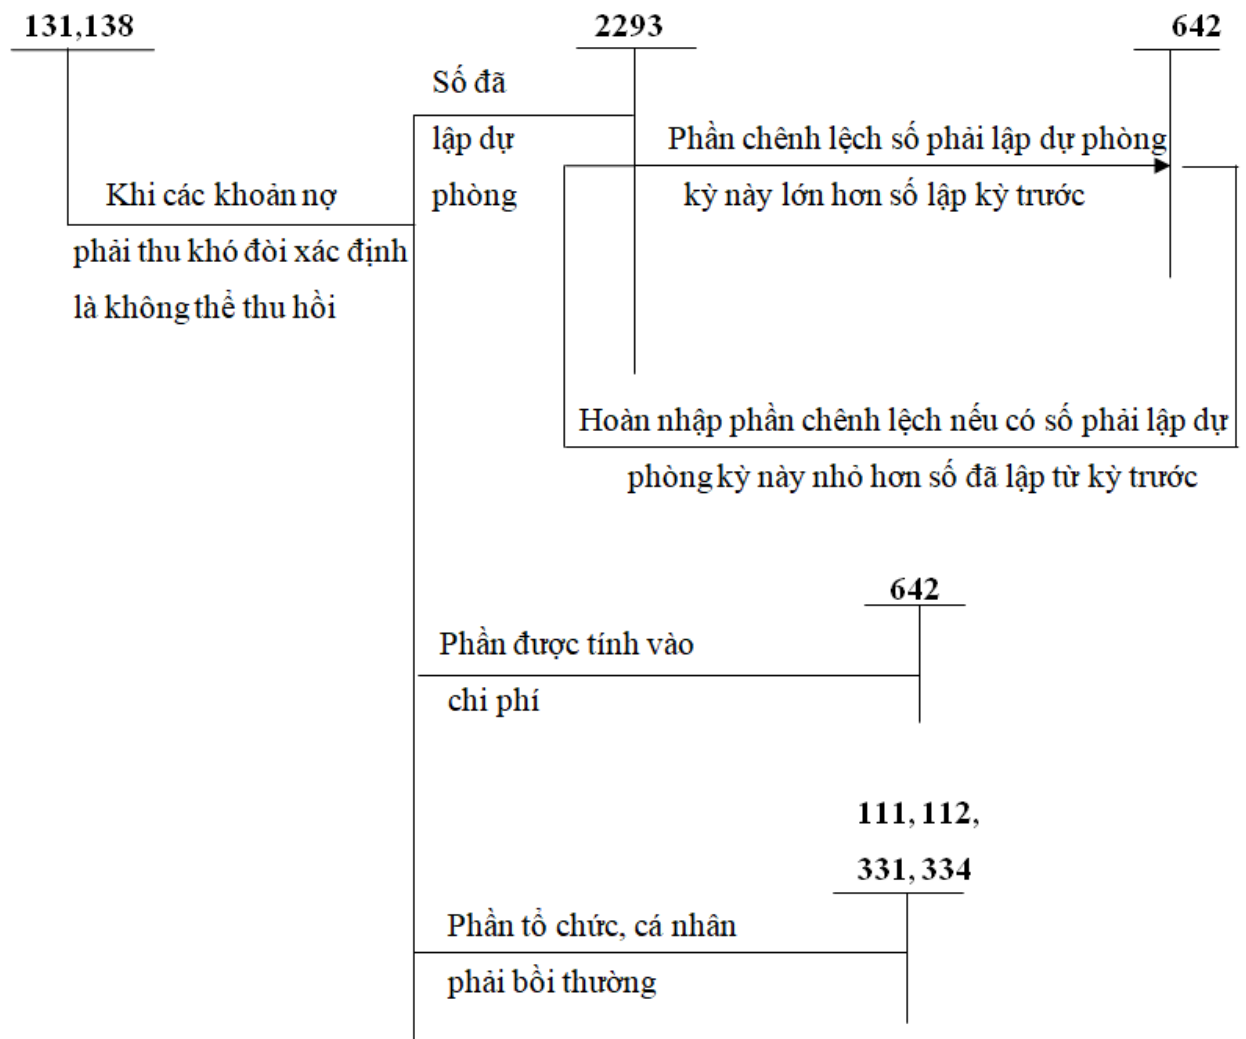 131,138
2293
642
Số đã
lập dự
phòng
Phần chênh lệch số phải lập dự phòng
kỳ này lớn hơn số lập kỳ trước
Khi các khoản nợ
phải thu khó đòi xác định
là không thể thu hồi
Hoàn nhập phần chênh lệch nếu có số phải lập dự
phòng kỳ này nhỏ hơn số đã lập từ kỳ trước
642
Phần được tính vào
chi phí
111, 112,
331, 334
Phần tổ chức, cá nhân
phải bồi thường